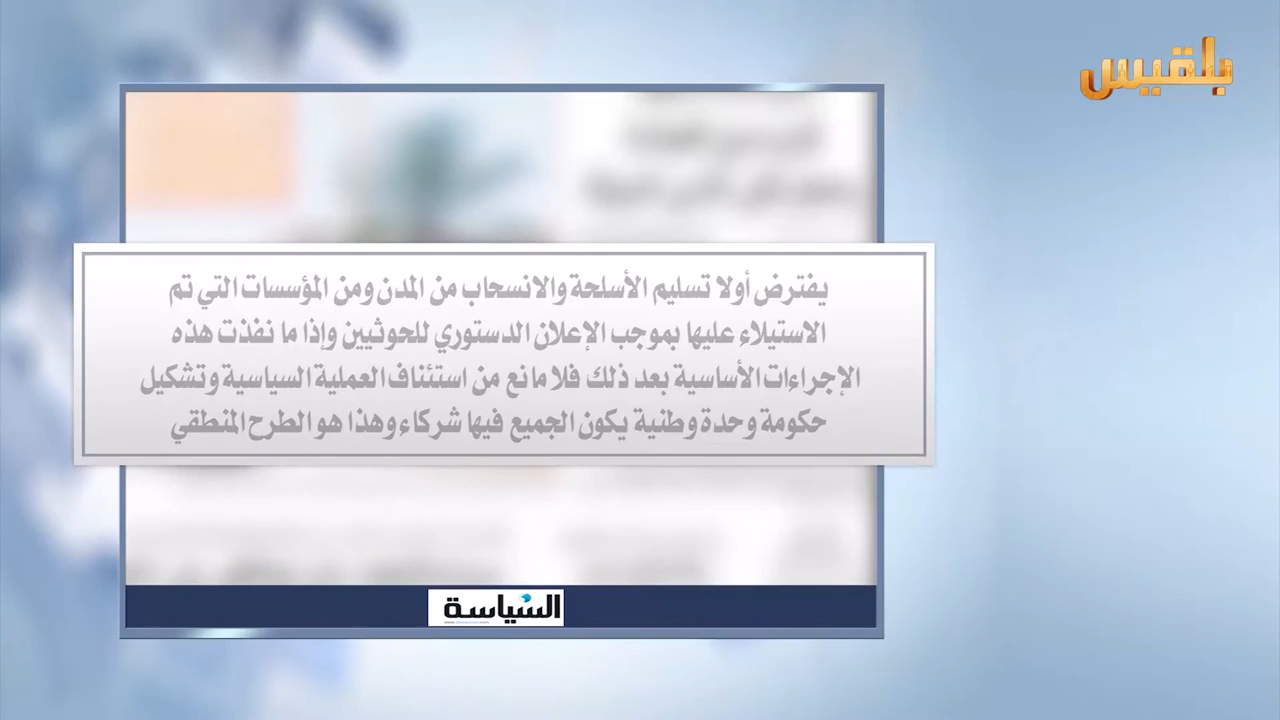 بلقيس
يفترض أولا تسليم الأسلحة والانسحاب من المدن ومن المؤسسات التي تم
الاستيلاء عليها بموجب الإعلان الدستوري للحوثيين وإذا ما نفذت هذه
الإجراءات الأساسية بعد ذلك فلا مانع من استئناف العملية السياسية وتشكيل
حكومة وحدة وطنية يكون الجميع فيها شركاء وهذا هو الطرح المنطقي
السياسة